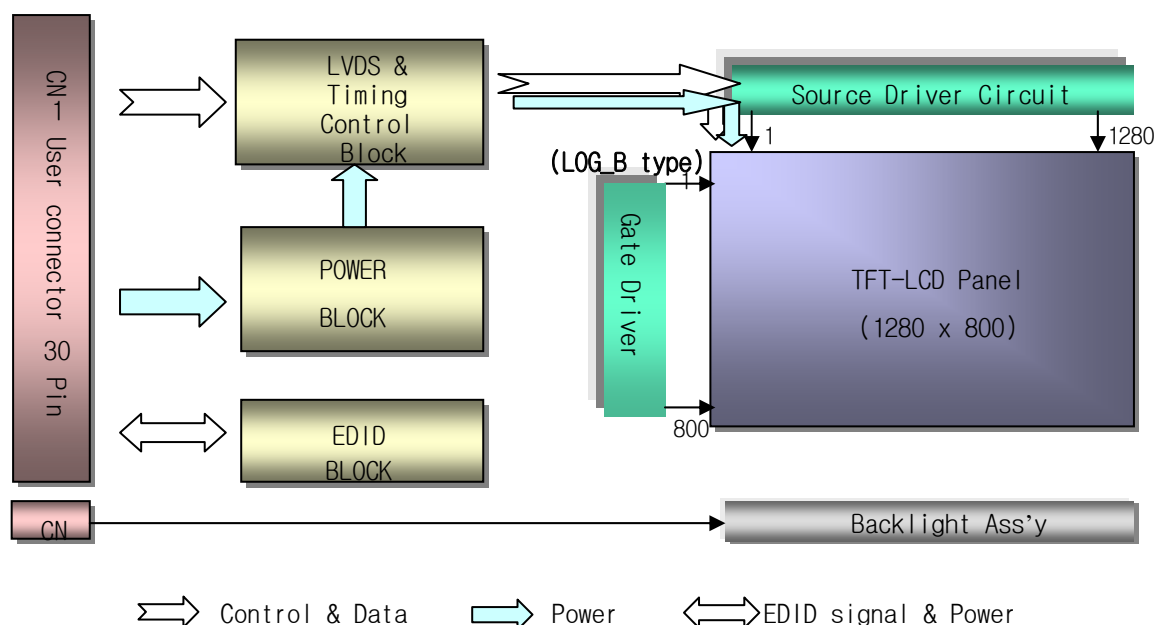 CN-1 User connector 30 Pin
LVDS &
Timing
Control
Block
POWER
BLOCK
EDID
BLOCK
Source Driver Circuit
1
1280
(LOG_B type)
1
Gate Driver
800
TFT-LCD Panel
(1280 x 800)
CN
Backlight Ass’y
Control & Data
Power
EDID signal & Power